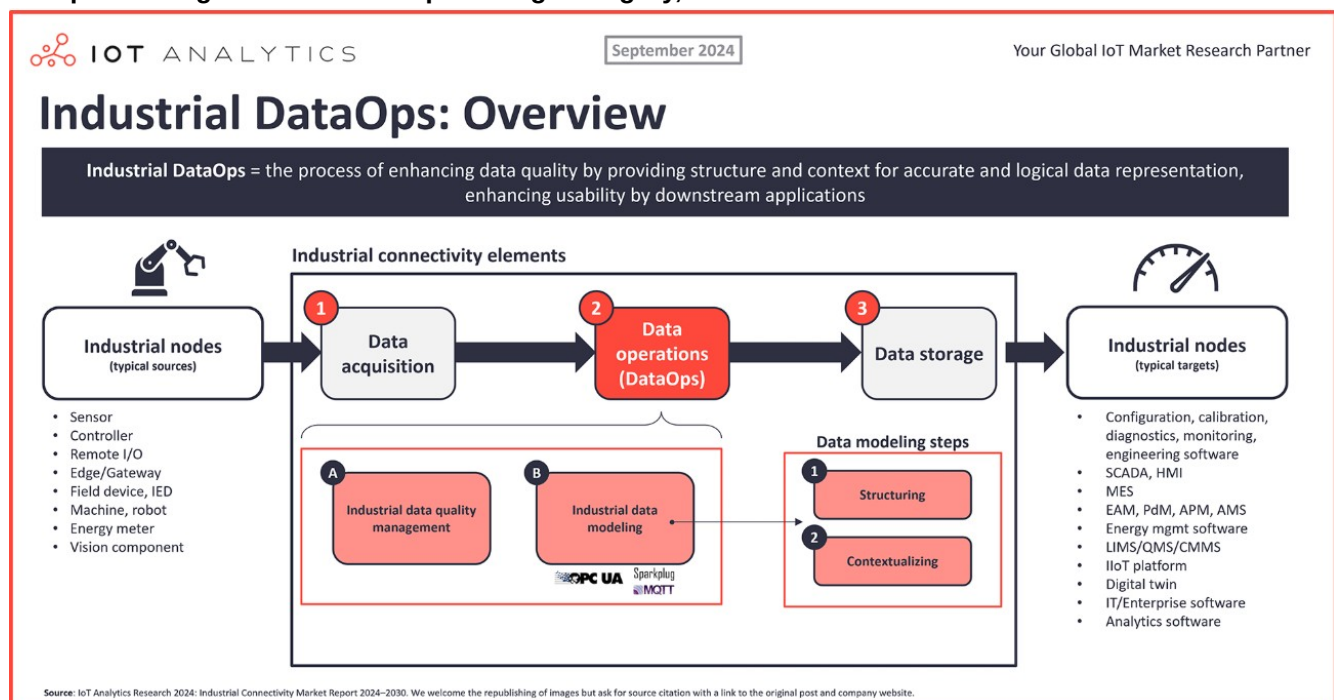 IOT ANALYTICS
September 2024
Your Global IoT Market Research Partner
Industrial DataOps: Overview
Industrial DataOps = the process of enhancing data quality by providing structure and context for accurate and logical data representation,
enhancing usability by downstream applications
Industrial connectivity elements
Industrial nodes
(typical sources)
1
Data
acquisition
2
Data
operations
(DataOps)
3
Data storage
Industrial nodes
(typical targets)
• Sensor
• Controller
• Remote I/O
• Edge/Gateway
• Field device, IED
• Machine, robot
• Energy meter
• Vision component
A
Industrial data quality
management
B
Industrial data
modeling
OPC UA
Sparkplug
MQTT
Data modeling steps
1
Structuring
2
Contextualizing
• Configuration, calibration,
diagnostics, monitoring,
engineering software
• SCADA, HMI
• MES
• EAM, PdM, APM, AMS
• Energy mgmt software
• LIMS/QMS/CMMS
• IIoT platform
• Digital twin
• IT/Enterprise software
• Analytics software
Source: IoT Analytics Research 2024: Industrial Connectivity Market Report 2024–2030. We welcome the republishing of images but ask for source citation with a link to the original post and company website.